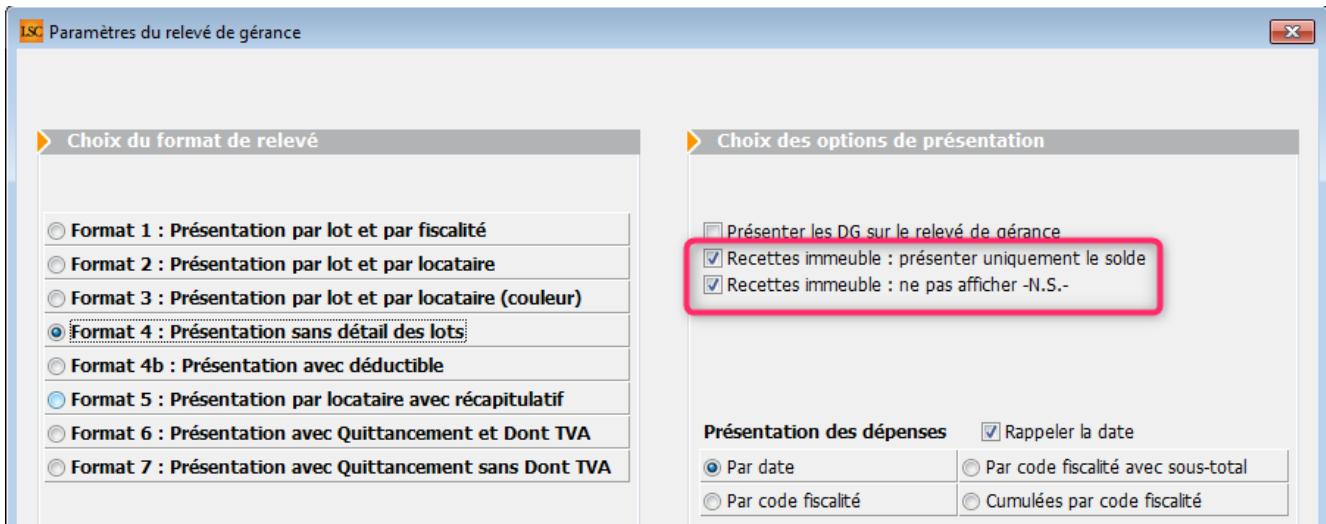 LSC Paramètres du relevé de gérance
Choix du format de relevé
Format 1 : Présentation par lot et par fiscalité
Format 2 : Présentation par lot et par locataire
Format 3 : Présentation par lot et par locataire (couleur)
Format 4 : Présentation sans détail des lots
Format 4b : Présentation avec déductible
Format 5 : Présentation par locataire avec récapitulatif
Format 6 : Présentation avec Quittancement et Dont TVA
Format 7 : Présentation avec Quittancement sans Dont TVA
Choix des options de présentation
Présenter les DG sur le relevé de gérance
Recettes immeuble : présenter uniquement le solde
Recettes immeuble : ne pas afficher -N.S.-
Présentation des dépenses Rappeler la date
Par date Par code fiscalité avec sous-total
Par code fiscalité Cumulées par code fiscalité